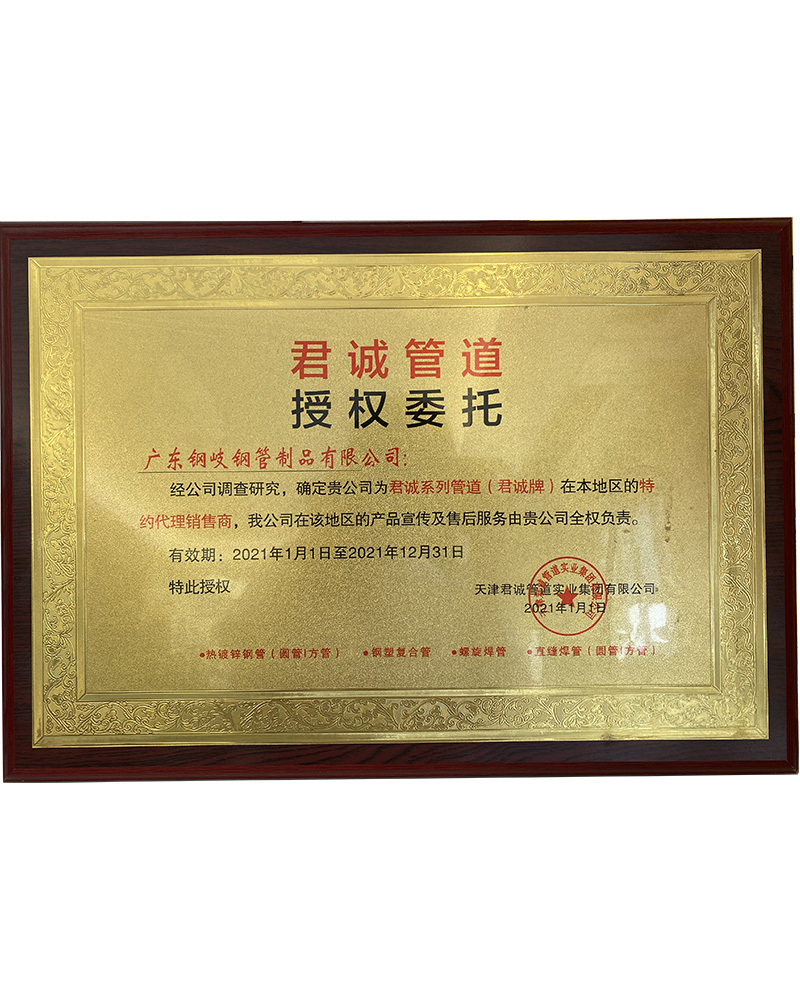 君诚管道
授权委托
广东钢岐钢管制品有限公司:
经公司调查研究，确定贵公司为君诚系列管道（君诚牌）在本地区的特
约代理销售商，我公司在该地区的产品宣传及售后服务由贵公司全权负责。
有效期：2021年1月1日至2021年12月31日
特此授权
天津君诚管道实业集团有限公司
2021年1月1日
●热镀锌钢管（圆管/方管） ●钢塑复合管 ●螺旋焊管 ●直缝焊管（圆管/方管）